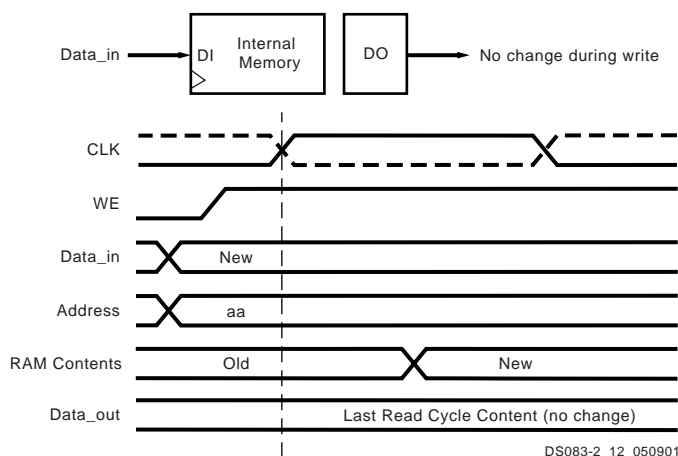 Data_in DI Internal Memory DO No change during write
CLK
WE
Data_in New
Address aa
RAM Contents Old New
Data_out Last Read Cycle Content (no change)
DS083-2_12_050901